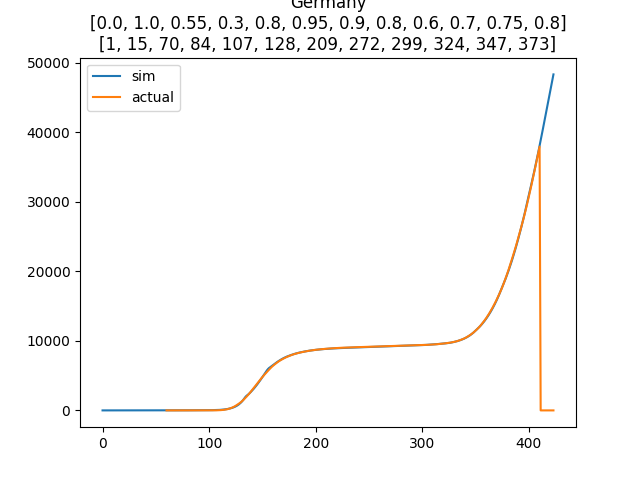 Germany
[0.0, 1.0, 0.55, 0.3, 0.8, 0.95, 0.9, 0.8, 0.6, 0.7, 0.75, 0.8]
[1, 15, 70, 84, 107, 128, 209, 272, 299, 324, 347, 373]
50000
sim
actual
40000
30000
20000
10000
0
0 100 200 300 400